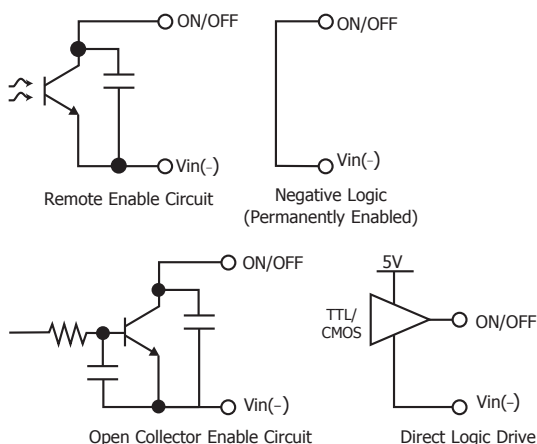 ON/OFF
Vin(–)
Remote Enable Circuit
ON/OFF
Vin(–)
Negative Logic
(Permanently Enabled)
ON/OFF
Vin(–)
Open Collector Enable Circuit
5V
TTL/
CMOS
ON/OFF
Vin(–)
Direct Logic Drive